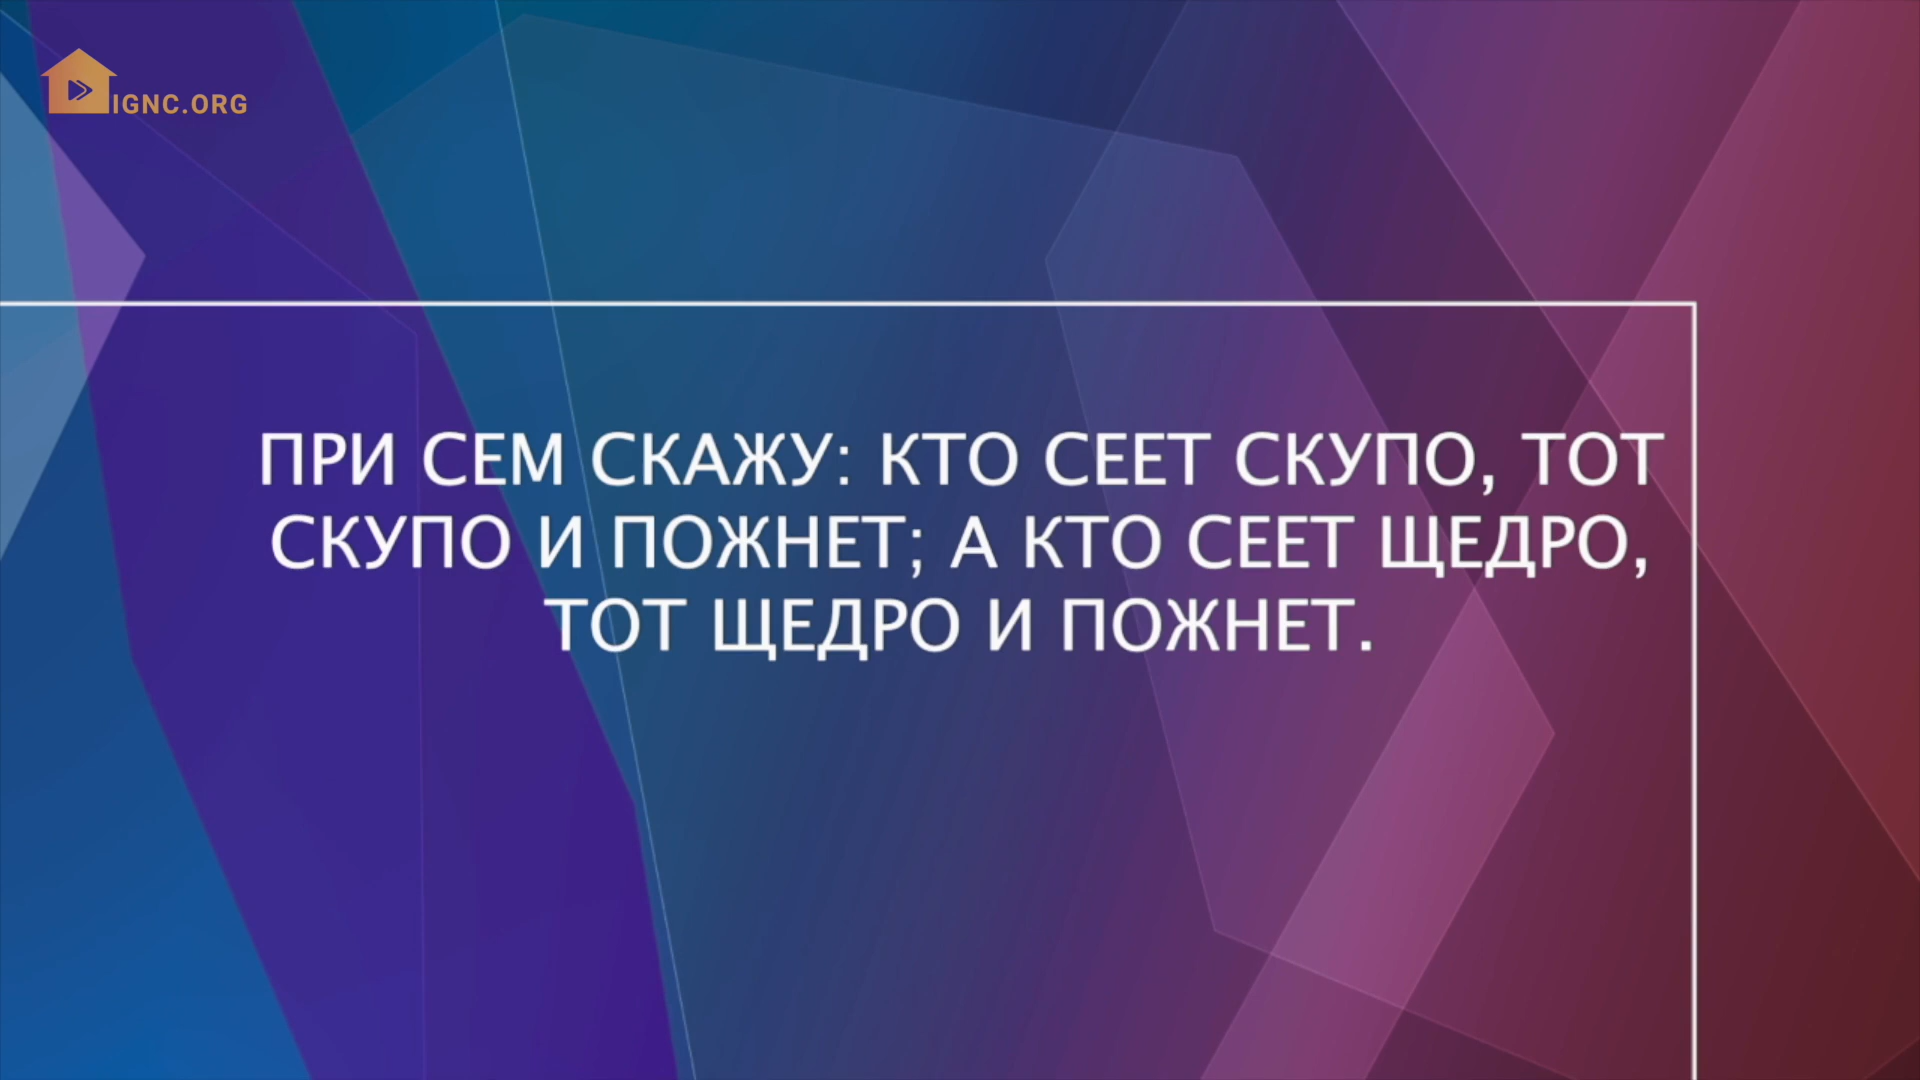 IGNC.ORG
ПРИ СЕМ СКАЖУ: КТО СЕЕТ СКУПО, ТОТ
СКУПО И ПОЖНЕТ; А КТО СЕЕТ ЩЕДРО,
ТОТ ЩЕДРО И ПОЖНЕТ.